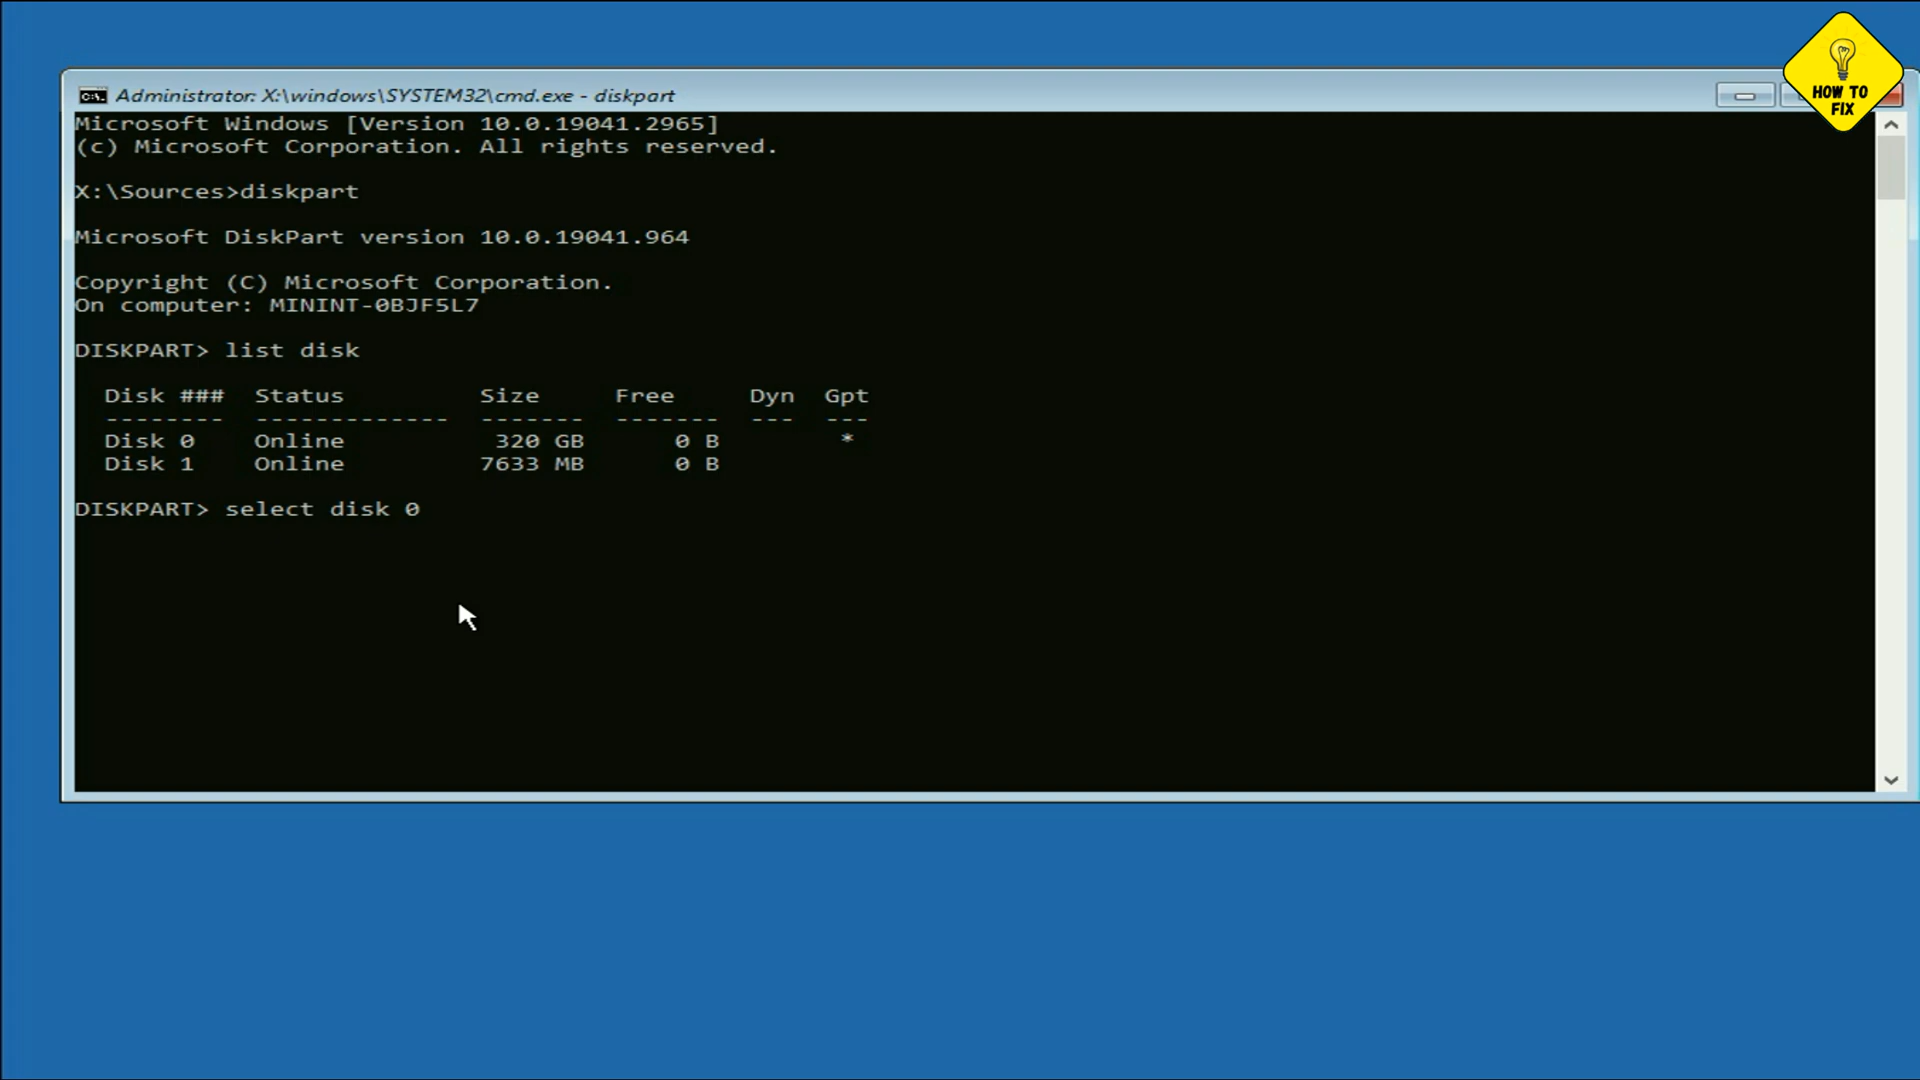 HOW TO
FIX
Administrator: X:\windows\SYSTEM32\cmd.exe - diskpart
Microsoft Windows [Version 10.0.19041.2965]
(c) Microsoft Corporation. All rights reserved.
X:\Sources>diskpart
Microsoft DiskPart version 10.0.19041.964
Copyright (C) Microsoft Corporation.
On computer: MININT-0BJF5L7
DISKPART> list disk
Disk ###  Status         Size     Free     Dyn  Gpt
--------  -------------  -------  -------  ---  ---
Disk 0    Online          320 GB      0 B        *
Disk 1    Online         7633 MB      0 B
DISKPART> select disk 0